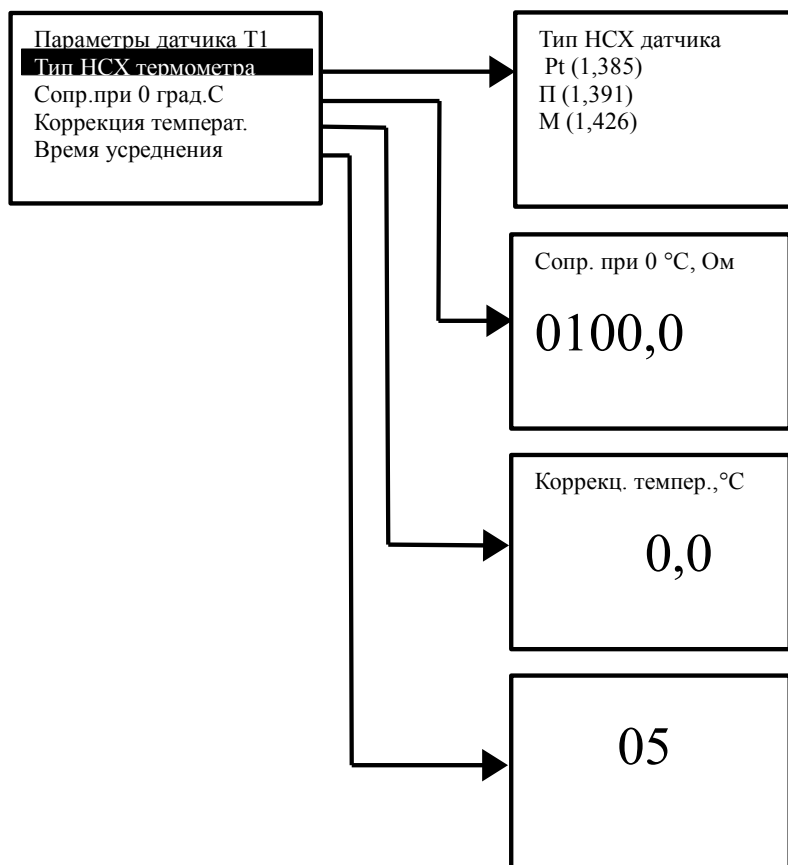 Параметры датчика Т1
Тип НСХ термометра
Сопр.при 0 град.С
Коррекция температ.
Время усреднения
Тип НСХ датчика
Pt (1,385)
П (1,391)
М (1,426)
Сопр. при 0 °С, Ом
0100,0
Коррекц. темпер.,°С
0,0
05